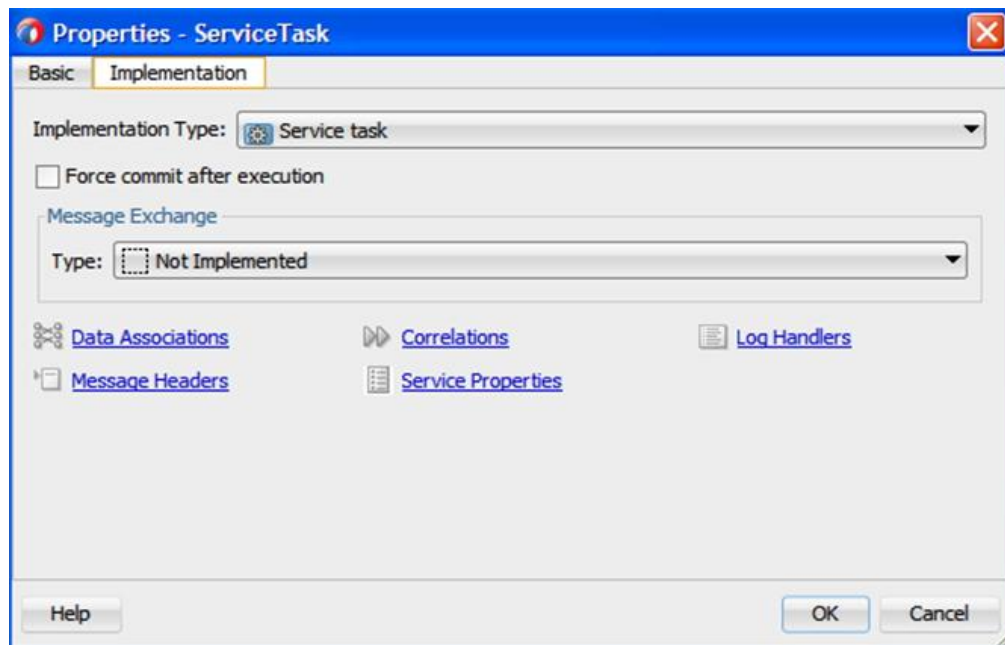 Properties - ServiceTask
Basic Implementation
Implementation Type: Service task
Force commit after execution
Message Exchange
Type: Not Implemented
Data Associations Correlations Log Handlers
Message Headers Service Properties
Help OK Cancel